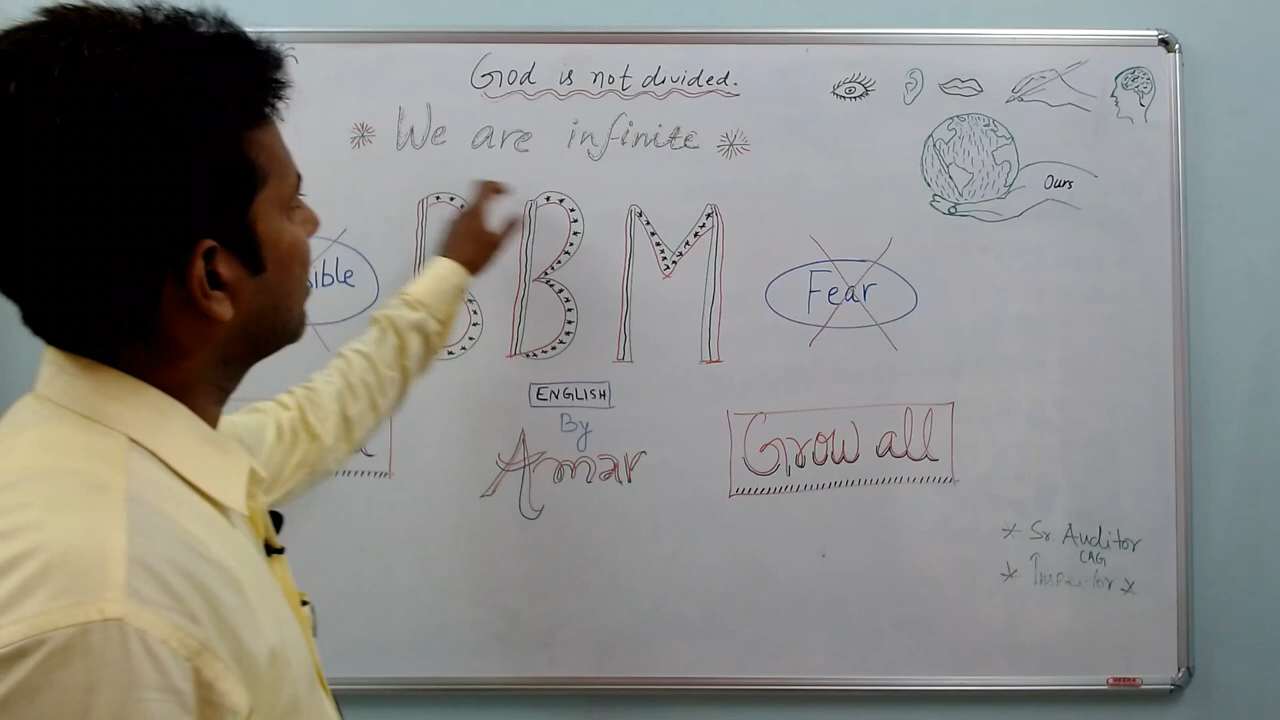 God is not divided.
We are infinite
Ours
BBM
Fear
ENGLISH
By
Amar
Grow all
* Sr Auditor
CAG
* Inspector x
HEERA